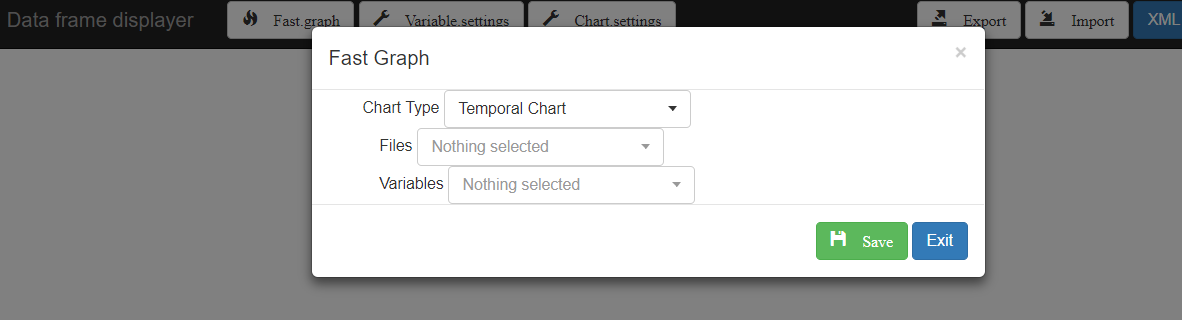 Data frame displayer Fast.graph Variable.settings Chart.settings Export Import XML
Fast Graph ×
Chart Type Temporal Chart
Files Nothing selected
Variables Nothing selected
Save Exit